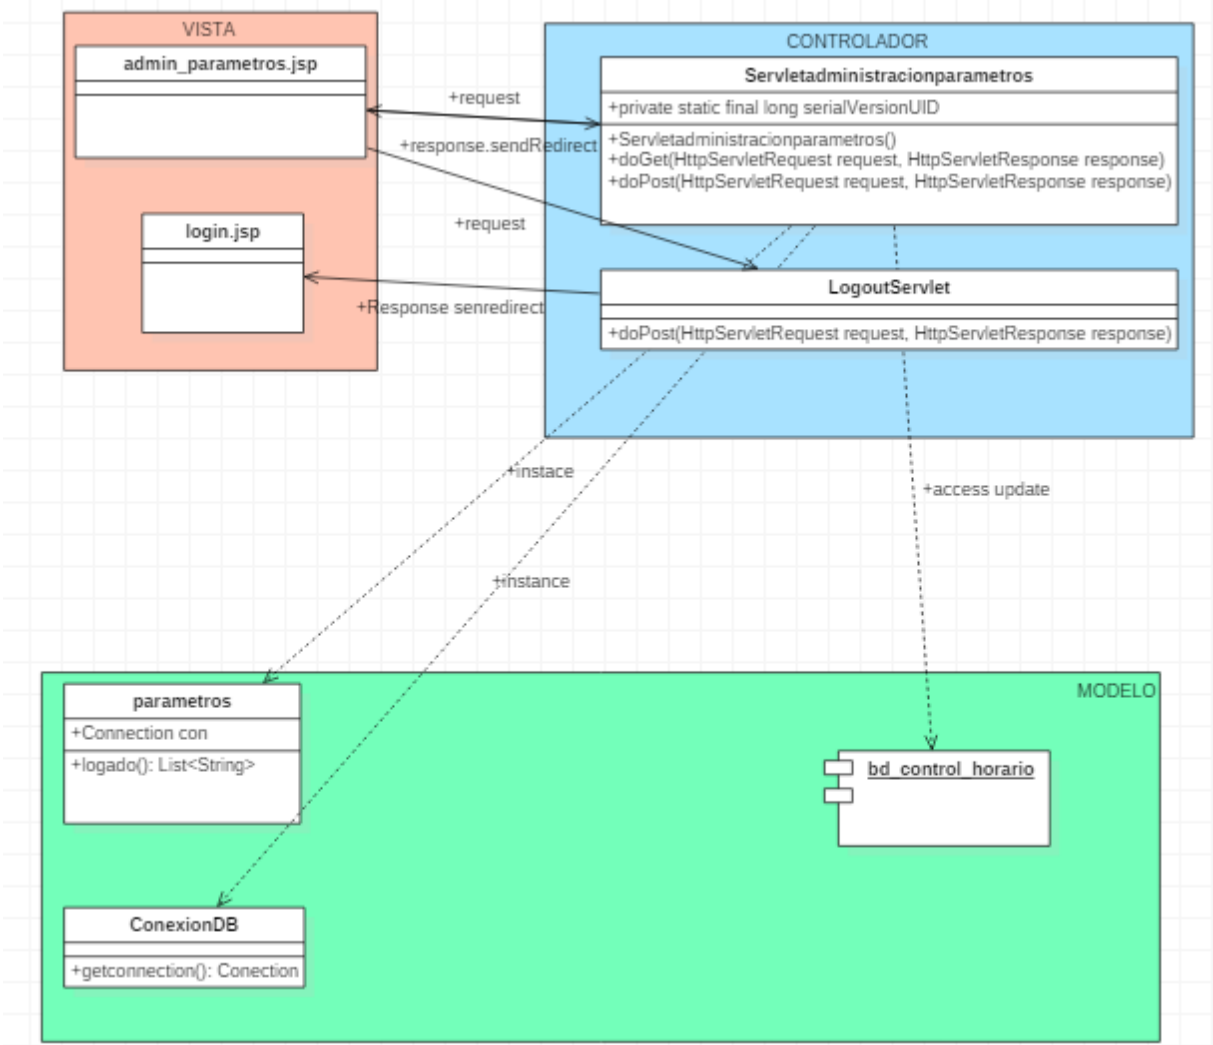 VISTA
admin_parametros.jsp
login.jsp
+request
+response.sendRedirect
+request
+Response senredirect
CONTROLADOR
Servletadministracionparametros
+private static final long serialVersionUID
+Servletadministracionparametros()
+doGet(HttpServletRequest request, HttpServletResponse response)
+doPost(HttpServletRequest request, HttpServletResponse response)
LogoutServlet
+doPost(HttpServletRequest request, HttpServletResponse response)
+instace
+access update
+instance
MODELO
parametros
+Connection con
+logado(): List<String>
bd_control_horario
ConexionDB
+getconnection(): Conection